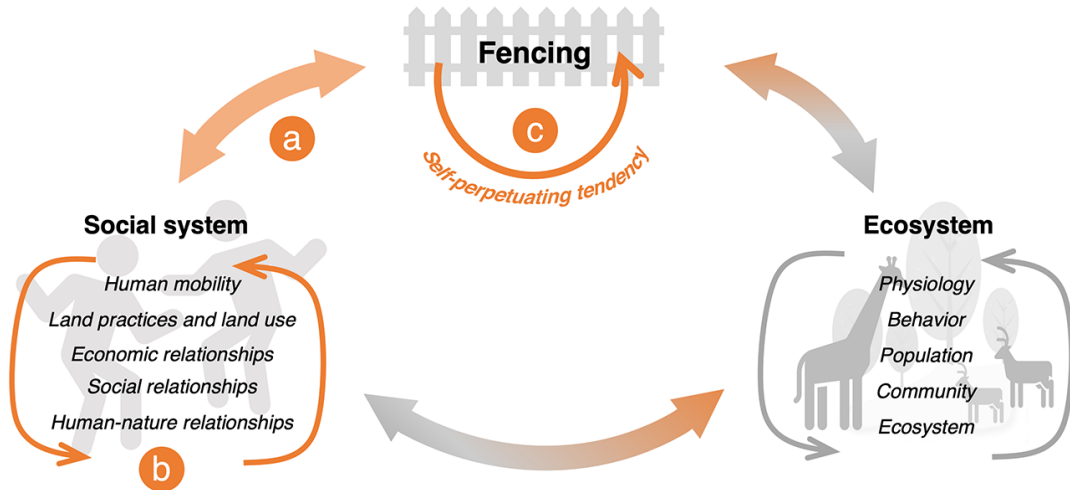 Fencing
c
a
Self-perpetuating tendency
Social system
Human mobility
Land practices and land use
Economic relationships
Social relationships
Human-nature relationships
b
Ecosystem
Physiology
Behavior
Population
Community
Ecosystem